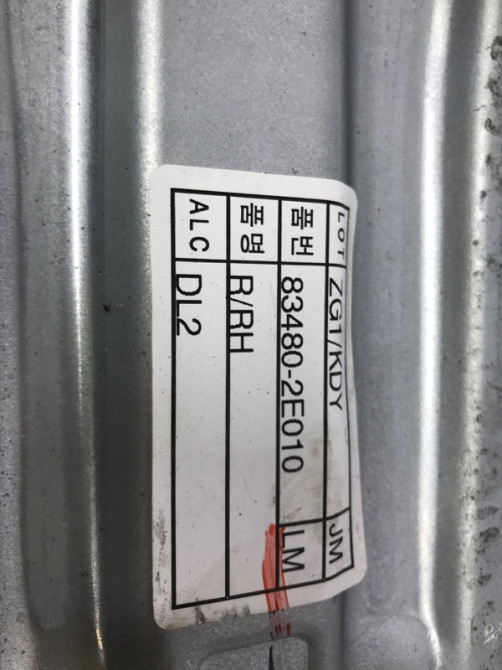 LOT ZG1/KDY JM
품번 83480-2E010 LM
품명 R/RH
ALC DL2